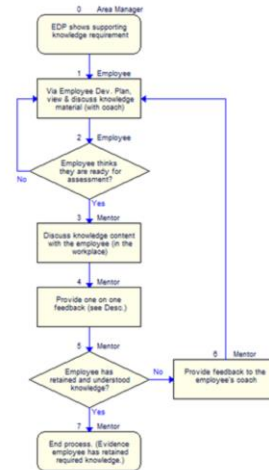 0 Area Manager
EDP shows supporting
knowledge requirement
1 Employee
Via Employee Dev. Plan,
view & discuss knowledge
material (with coach)
2 Employee
Employee thinks
they are ready for
assessment?
No
Yes
3 Mentor
Discuss knowledge content
with the employee (in the
workplace)
4 Mentor
Provide one on one
feedback (see Desc.)
5 Mentor
Employee has
retained and understood
knowledge?
No
6 Mentor
Provide feedback to the
employee's coach
Yes
7 Mentor
End process. (Evidence
employee has retained
required knowledge.)